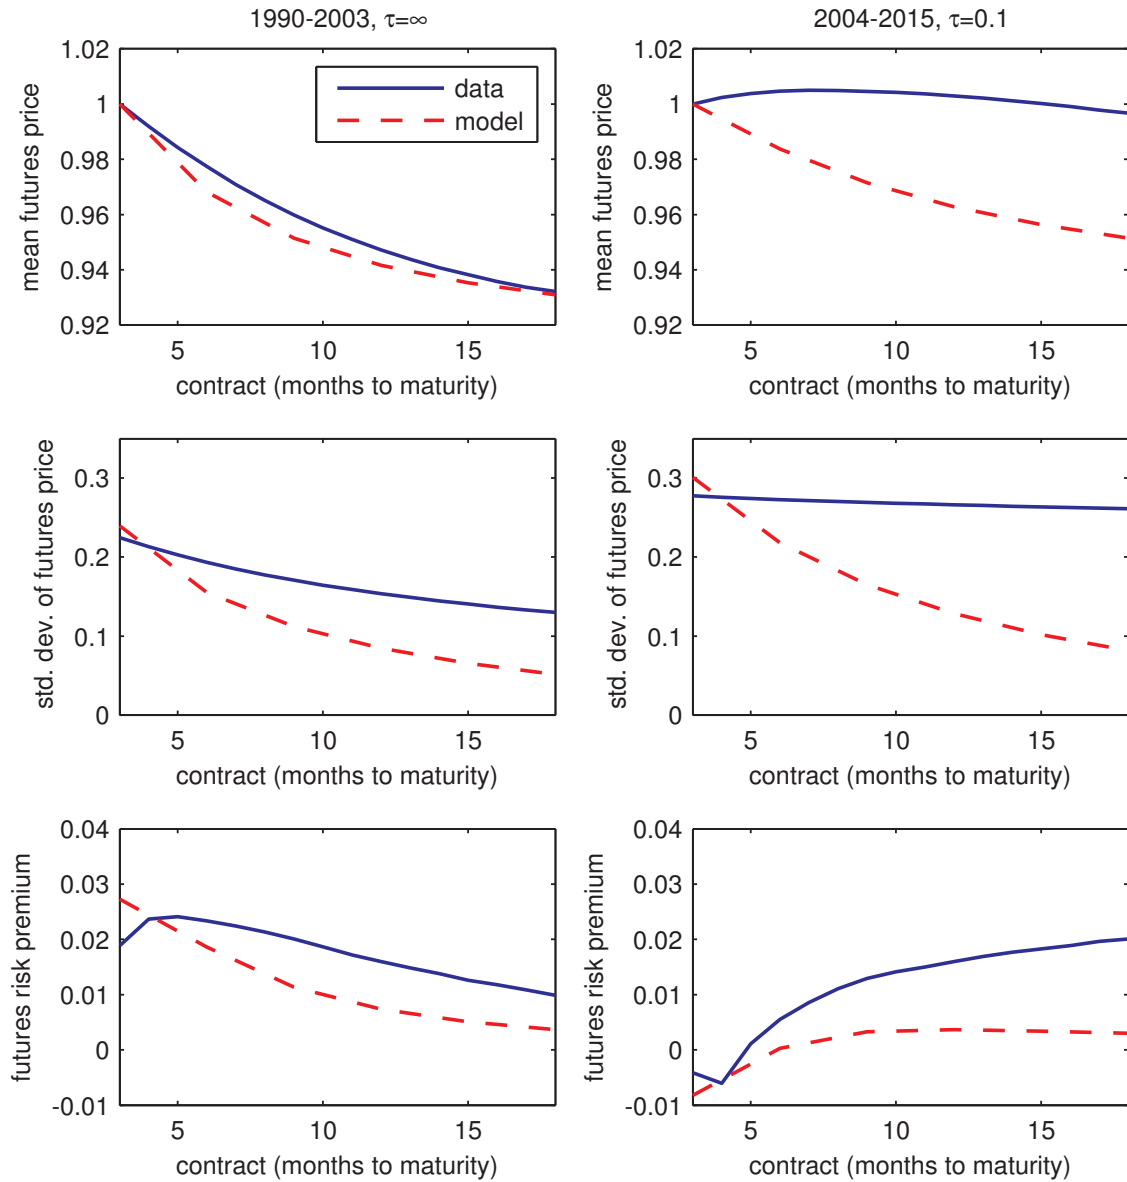 1990-2003, τ=∞
1.02
1
0.98
0.96
0.94
0.92
mean futures price
data
model
5 10 15
contract (months to maturity)
2004-2015, τ=0.1
1.02
1
0.98
0.96
0.94
0.92
mean futures price
5 10 15
contract (months to maturity)
0.3
0.2
0.1
0
std. dev. of futures price
5 10 15
contract (months to maturity)
0.3
0.2
0.1
0
std. dev. of futures price
5 10 15
contract (months to maturity)
0.04
0.03
0.02
0.01
0
-0.01
futures risk premium
5 10 15
contract (months to maturity)
0.04
0.03
0.02
0.01
0
-0.01
futures risk premium
5 10 15
contract (months to maturity)